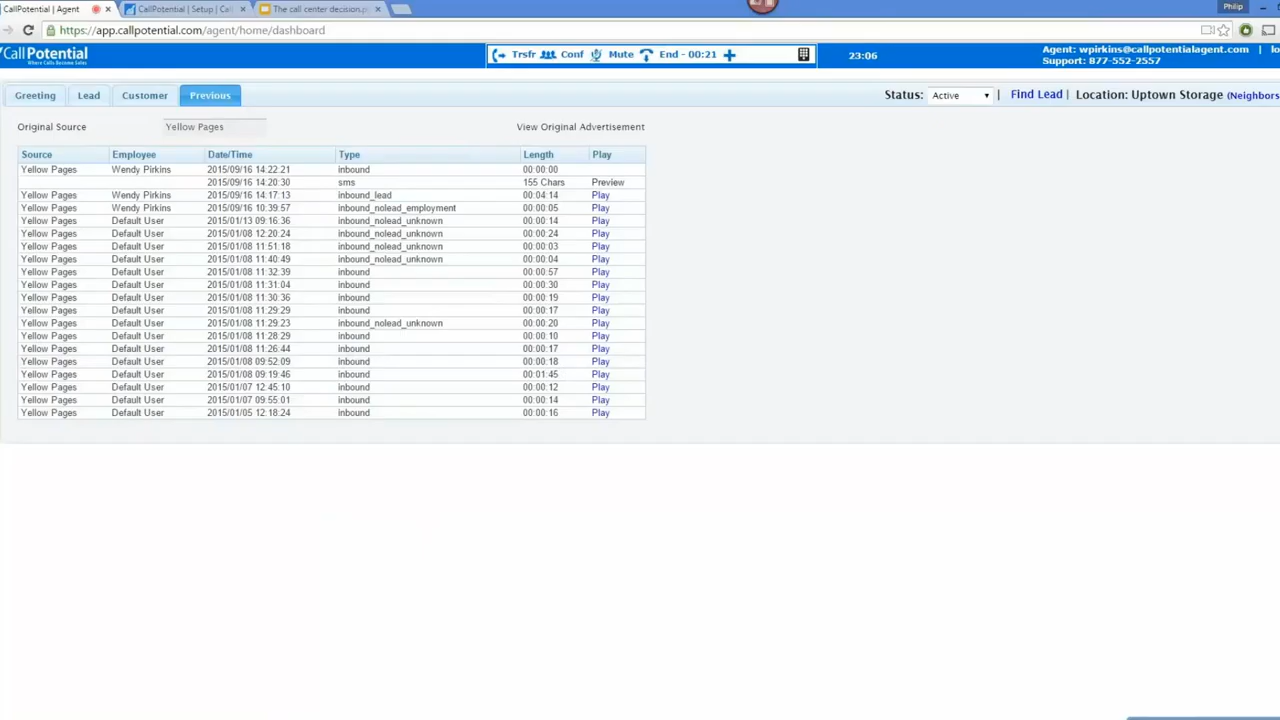 Philip
CallPotential | Agent
CallPotential | Setup | Call
The call center decision.p
https://app.callpotential.com/agent/home/dashboard
CallPotential
Where Calls Become Sales
Trsfr Conf Mute End - 00:21
23:06
Agent: wpirkins@callpotentialagent.com | lo
Support: 877-552-2557
Greeting Lead Customer Previous
Status: Active | Find Lead | Location: Uptown Storage (Neighbors
Original Source Yellow Pages View Original Advertisement
Source Employee Date/Time Type Length Play
Yellow Pages Wendy Pirkins 2015/09/16 14:22.21 inbound 00:00:00
2015/09/16 14:20:30 sms 155 Chars Preview
Yellow Pages Wendy Pirkins 2015/09/16 14:17.13 inbound_lead 00:04:14 Play
Yellow Pages Wendy Pirkins 2015/09/16 10:39:57 inbound_nolead_employment 00:00:05 Play
Yellow Pages Default User 2015/01/13 09:16:36 inbound_nolead_unknown 00:00:14 Play
Yellow Pages Default User 2015/01/08 12:20:24 inbound_nolead_unknown 00:00:24 Play
Yellow Pages Default User 2015/01/08 11:51:18 inbound_nolead_unknown 00:00:03 Play
Yellow Pages Default User 2015/01/08 11:40:49 inbound_nolead_unknown 00:00:04 Play
Yellow Pages Default User 2015/01/08 11:32:39 inbound 00:00:57 Play
Yellow Pages Default User 2015/01/08 11:31:04 inbound 00:00:30 Play
Yellow Pages Default User 2015/01/08 11:30:36 inbound 00:00:19 Play
Yellow Pages Default User 2015/01/08 11:29:29 inbound 00:00:17 Play
Yellow Pages Default User 2015/01/08 11:29:23 inbound_nolead_unknown 00:00:20 Play
Yellow Pages Default User 2015/01/08 11:28:29 inbound 00:00:10 Play
Yellow Pages Default User 2015/01/08 11:26:44 inbound 00:00:17 Play
Yellow Pages Default User 2015/01/08 09:52:09 inbound 00:00:18 Play
Yellow Pages Default User 2015/01/08 09:19:46 inbound 00:01:45 Play
Yellow Pages Default User 2015/01/07 12:45:10 inbound 00:00:12 Play
Yellow Pages Default User 2015/01/07 09:55:01 inbound 00:00:14 Play
Yellow Pages Default User 2015/01/05 12:18:24 inbound 00:00:16 Play